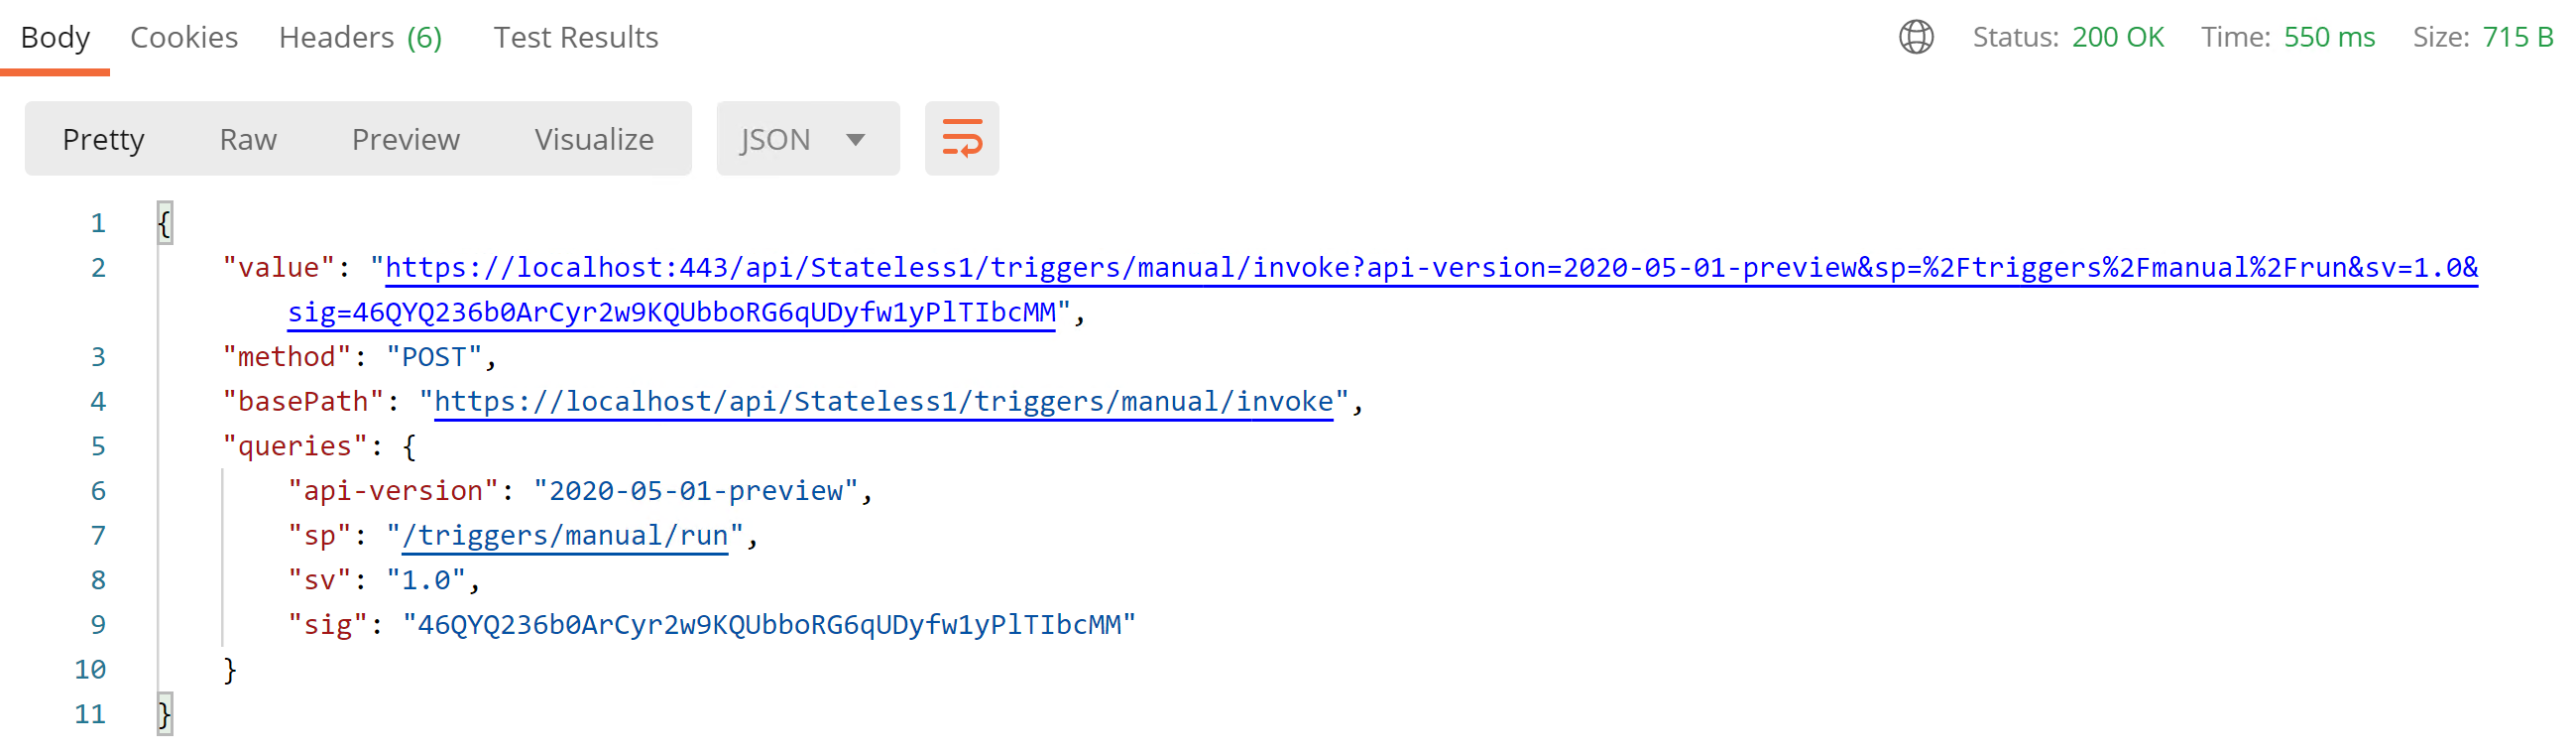 Body Cookies Headers (6) Test Results Status: 200 OK Time: 550 ms Size: 715 B
Pretty Raw Preview Visualize JSON
1 {
2 "value": "https://localhost:443/api/Stateless1/triggers/manual/invoke?api-version=2020-05-01-preview&sp=%2Ftriggers%2Fmanual%2Frun&sv=1.0&
sig=46QYQ236b0ArCyr2w9KQUbboRG6qUDyfw1yPlTIbcMM",
3 "method": "POST",
4 "basePath": "https://localhost/api/Stateless1/triggers/manual/invoke",
5 "queries": {
6 "api-version": "2020-05-01-preview",
7 "sp": "/triggers/manual/run",
8 "sv": "1.0",
9 "sig": "46QYQ236b0ArCyr2w9KQUbboRG6qUDyfw1yPlTIbcMM"
10 }
11 }